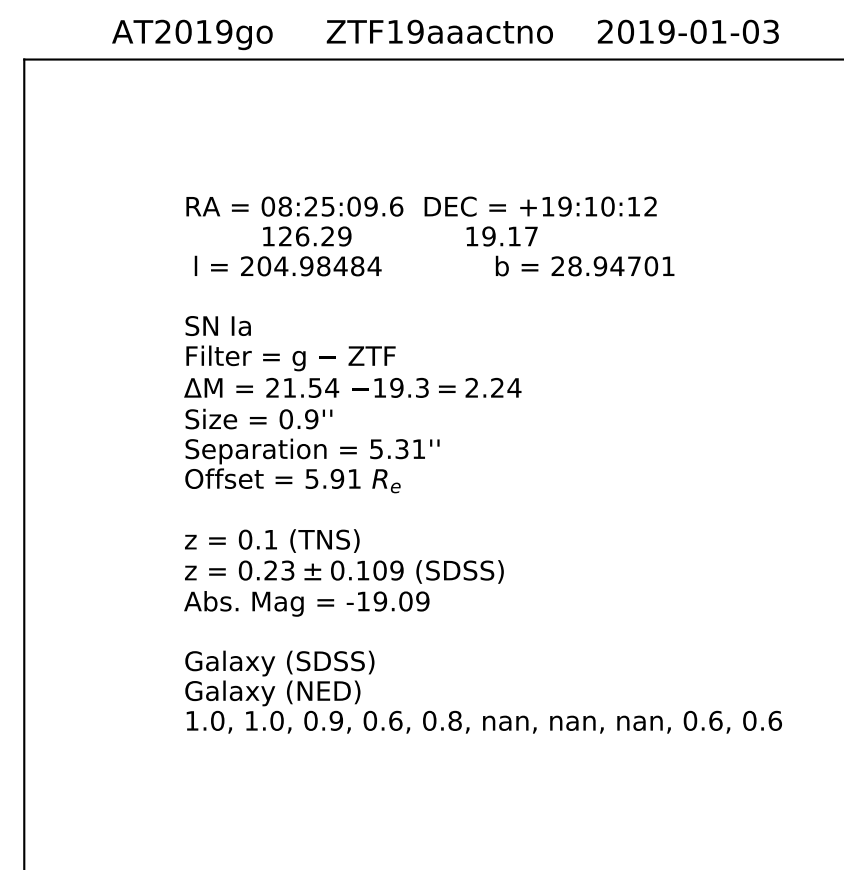 AT2019go ZTF19aaactno 2019-01-03
RA = 08:25:09.6 DEC = +19:10:12
126.29 19.17
l = 204.98484 b = 28.94701
SN Ia
Filter = g − ZTF
ΔM = 21.54 −19.3 = 2.24
Size = 0.9''
Separation = 5.31''
Offset = 5.91 Rₑ
z = 0.1 (TNS)
z = 0.23 ± 0.109 (SDSS)
Abs. Mag = -19.09
Galaxy (SDSS)
Galaxy (NED)
1.0, 1.0, 0.9, 0.6, 0.8, nan, nan, nan, 0.6, 0.6